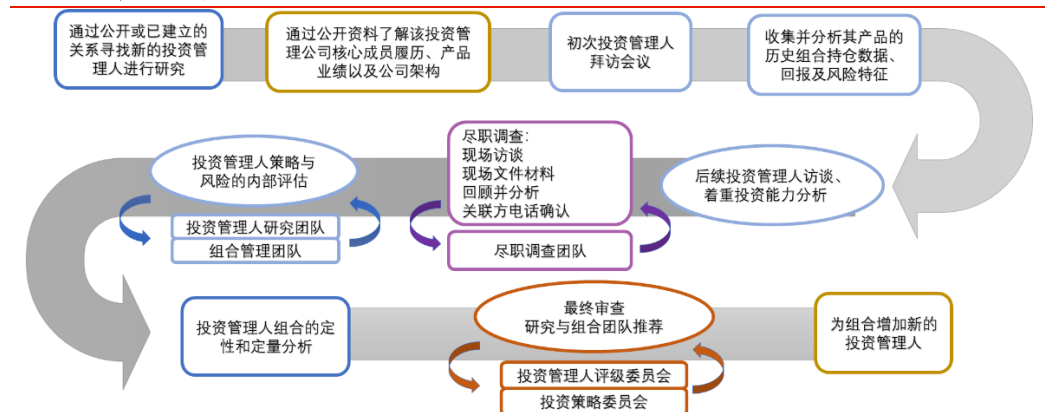 通过公开或已建立的
关系寻找新的投资管
理人进行研究
通过公开资料了解该投资
管理公司核心成员履历、产品
业绩以及公司架构
初次投资管理人
拜访会议
收集并分析其产品的
历史组合持仓数据、
回报及风险特征
后续投资管理人访谈、
着重投资能力分析
尽职调查：
现场访谈
现场文件材料
回顾并分析
关联方电话确认
尽职调查团队
投资管理人策略与
风险的内部评估
投资管理人研究团队
组合管理团队
投资管理人组合的定
性和定量分析
最终审查
研究与组合团队推荐
投资管理人评级委员会
投资策略委员会
为组合增加新的
投资管理人